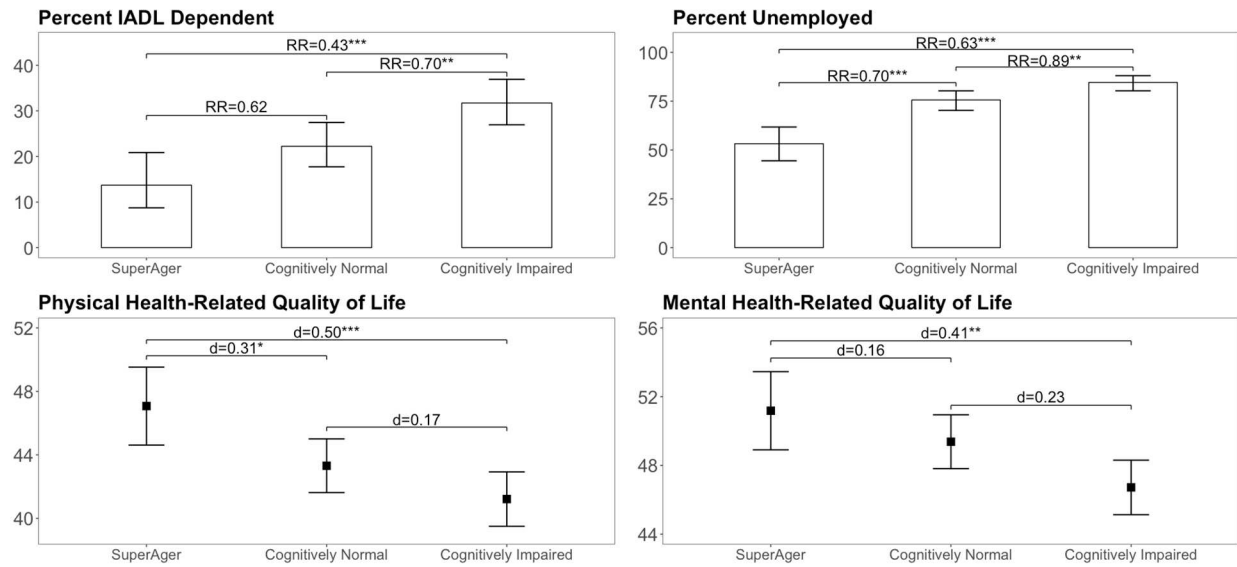 Percent IADL Dependent
RR=0.43***
RR=0.70**
RR=0.62
40
30
20
10
0
SuperAger Cognitively Normal Cognitively Impaired
Percent Unemployed
RR=0.63***
RR=0.89**
RR=0.70***
100
75
50
25
0
SuperAger Cognitively Normal Cognitively Impaired
Physical Health-Related Quality of Life
d=0.50***
d=0.31*
d=0.17
52
48
44
40
SuperAger Cognitively Normal Cognitively Impaired
Mental Health-Related Quality of Life
d=0.41**
d=0.16
d=0.23
56
52
48
44
SuperAger Cognitively Normal Cognitively Impaired